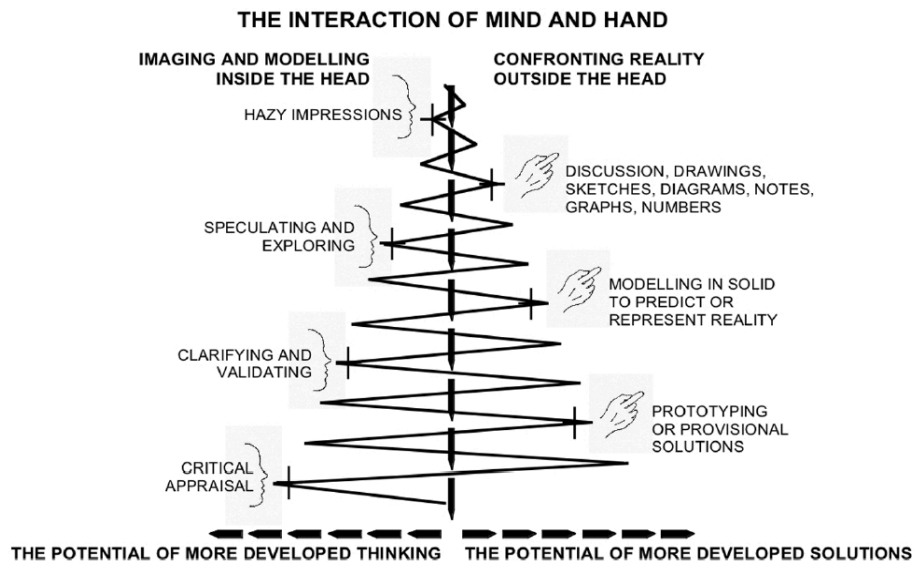 THE INTERACTION OF MIND AND HAND
IMAGING AND MODELLING
INSIDE THE HEAD
CONFRONTING REALITY
OUTSIDE THE HEAD
HAZY IMPRESSIONS
DISCUSSION, DRAWINGS,
SKETCHES, DIAGRAMS, NOTES,
GRAPHS, NUMBERS
SPECULATING AND
EXPLORING
MODELLING IN SOLID
TO PREDICT OR
REPRESENT REALITY
CLARIFYING AND
VALIDATING
PROTOTYPING
OR PROVISIONAL
SOLUTIONS
CRITICAL
APPRAISAL
THE POTENTIAL OF MORE DEVELOPED THINKING
THE POTENTIAL OF MORE DEVELOPED SOLUTIONS